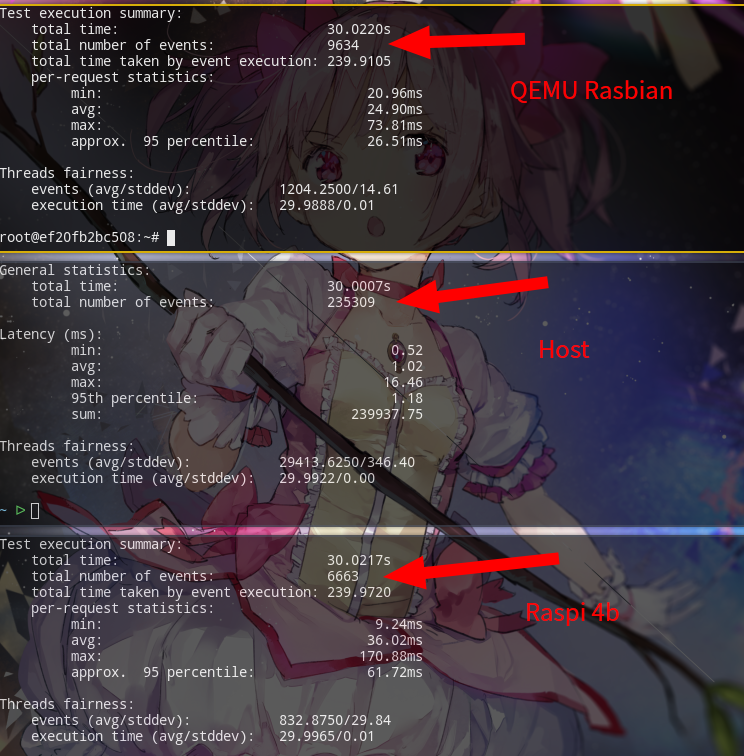 Test execution summary:
total time: 30.0220s
total number of events: 9634
total time taken by event execution: 239.9105
per-request statistics:
min: 20.96ms
avg: 24.90ms
max: 73.81ms
approx. 95 percentile: 26.51ms
QEMU Rasbian
Threads fairness:
events (avg/stddev): 1204.2500/14.61
execution time (avg/stddev): 29.9888/0.01
root@ef20fb2bc508:~#
General statistics:
total time: 30.0007s
total number of events: 235309
Latency (ms):
min: 0.52
avg: 1.02
max: 16.46
95th percentile: 1.18
sum: 239937.75
Host
Threads fairness:
events (avg/stddev): 29413.6250/346.40
execution time (avg/stddev): 29.9922/0.00
~ ▷
Test execution summary:
total time: 30.0217s
total number of events: 6663
total time taken by event execution: 239.9720
per-request statistics:
min: 9.24ms
avg: 36.02ms
max: 170.88ms
approx. 95 percentile: 61.72ms
Raspi 4b
Threads fairness:
events (avg/stddev): 832.8750/29.84
execution time (avg/stddev): 29.9965/0.01